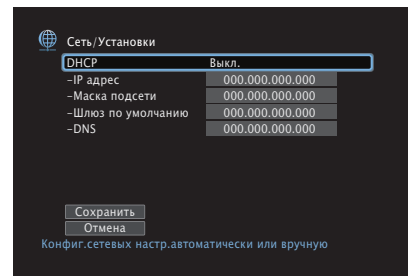 Сеть/Установки
DHCP Выкл.
–IP адрес 000.000.000.000
–Маска подсети 000.000.000.000
–Шлюз по умолчанию 000.000.000.000
–DNS 000.000.000.000
Сохранить
Отмена
Конфиг.сетевых настр.автоматически или вручную